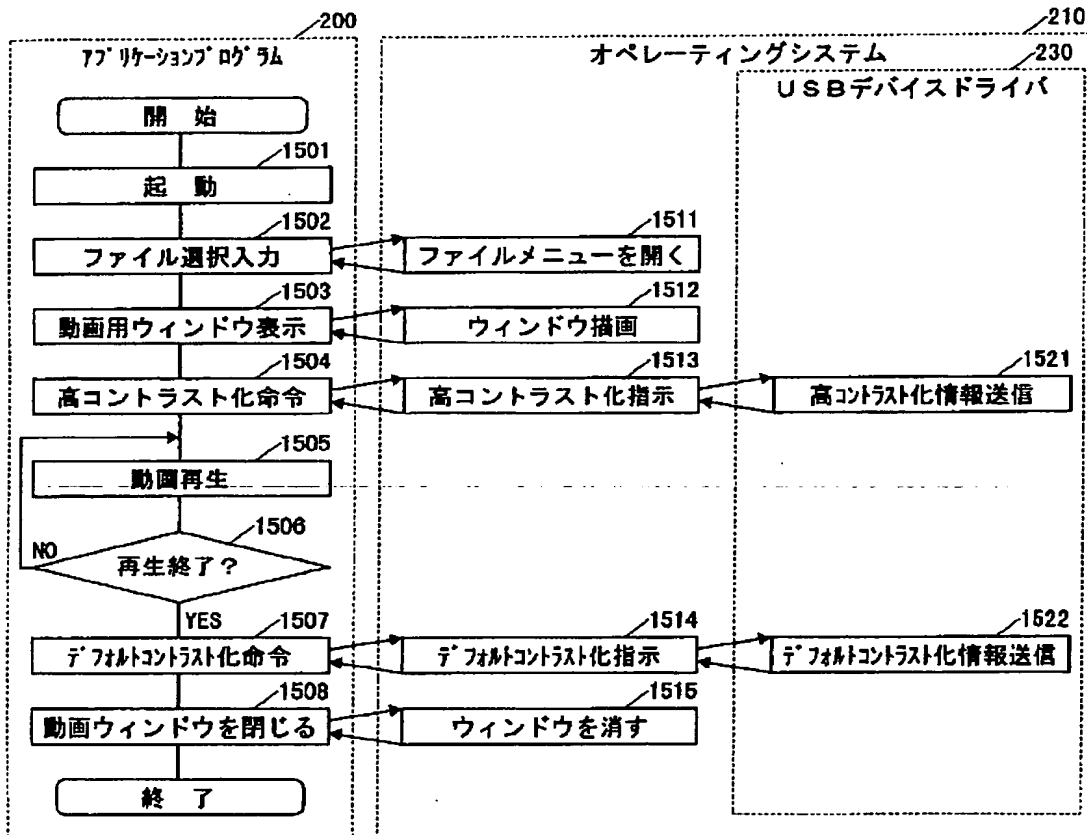 200
210
アプリケーションプログラム
オペレーティングシステム
230
USBデバイスドライバ
開 始
1501
起 動
1502
ファイル選択入力
1511
ファイルメニューを開く
1503
動画用ウィンドウ表示
1512
ウィンドウ描画
1504
高コントラスト化命令
1513
高コントラスト化指示
1521
高コントラスト化情報送信
1505
動画再生
1506
NO
再生終了?
YES
1507
デフォルトコントラスト化命令
1514
デフォルトコントラスト化指示
1522
デフォルトコントラスト化情報送信
1508
動画ウィンドウを閉じる
1515
ウィンドウを消す
終 了